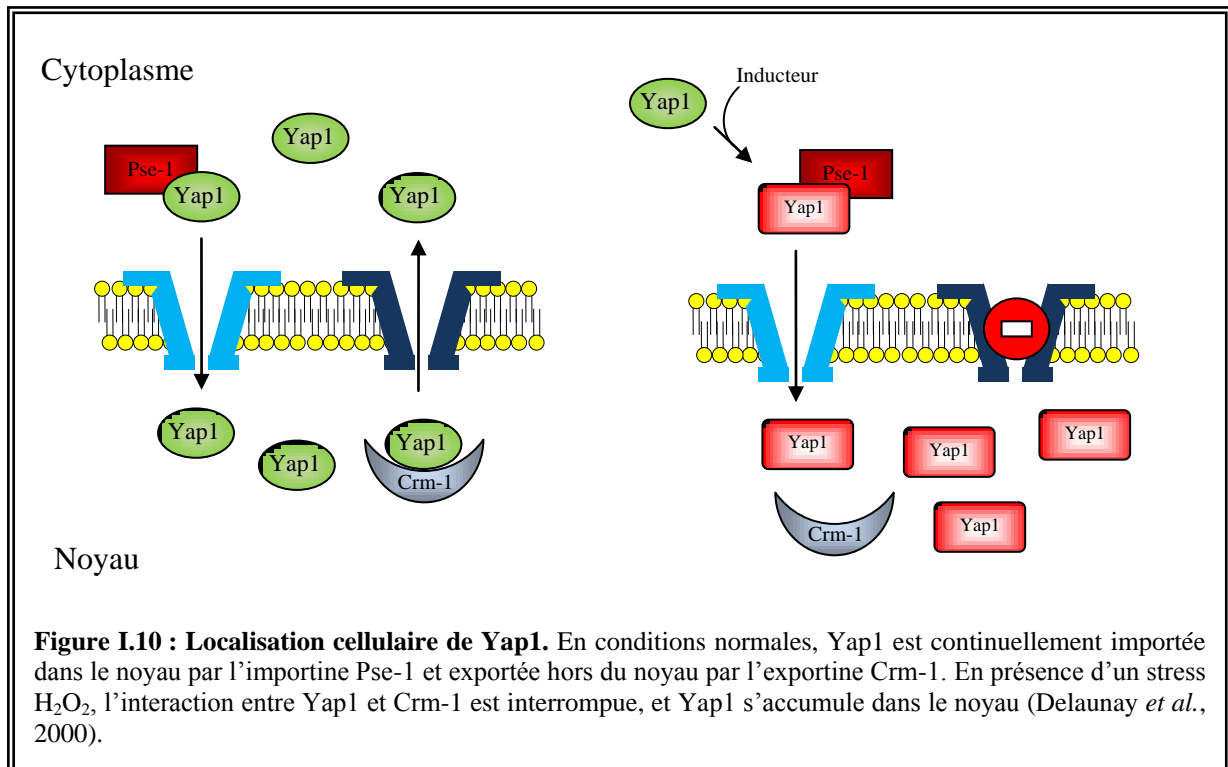 Cytoplasme
Inducteur
Yap1
Yap1
Pse-1
Yap1
Yap1
Pse-1
Yap1
Yap1
Yap1
Yap1
Crm-1
Yap1
Yap1
Yap1
Yap1
Crm-1
Noyau
Figure I.10 : Localisation cellulaire de Yap1. En conditions normales, Yap1 est continuellement importée
dans le noyau par l’importine Pse-1 et exportée hors du noyau par l’exportine Crm-1. En présence d’un stress
H₂O₂, l’interaction entre Yap1 et Crm-1 est interrompue, et Yap1 s’accumule dans le noyau (Delaunay et al.,
2000).